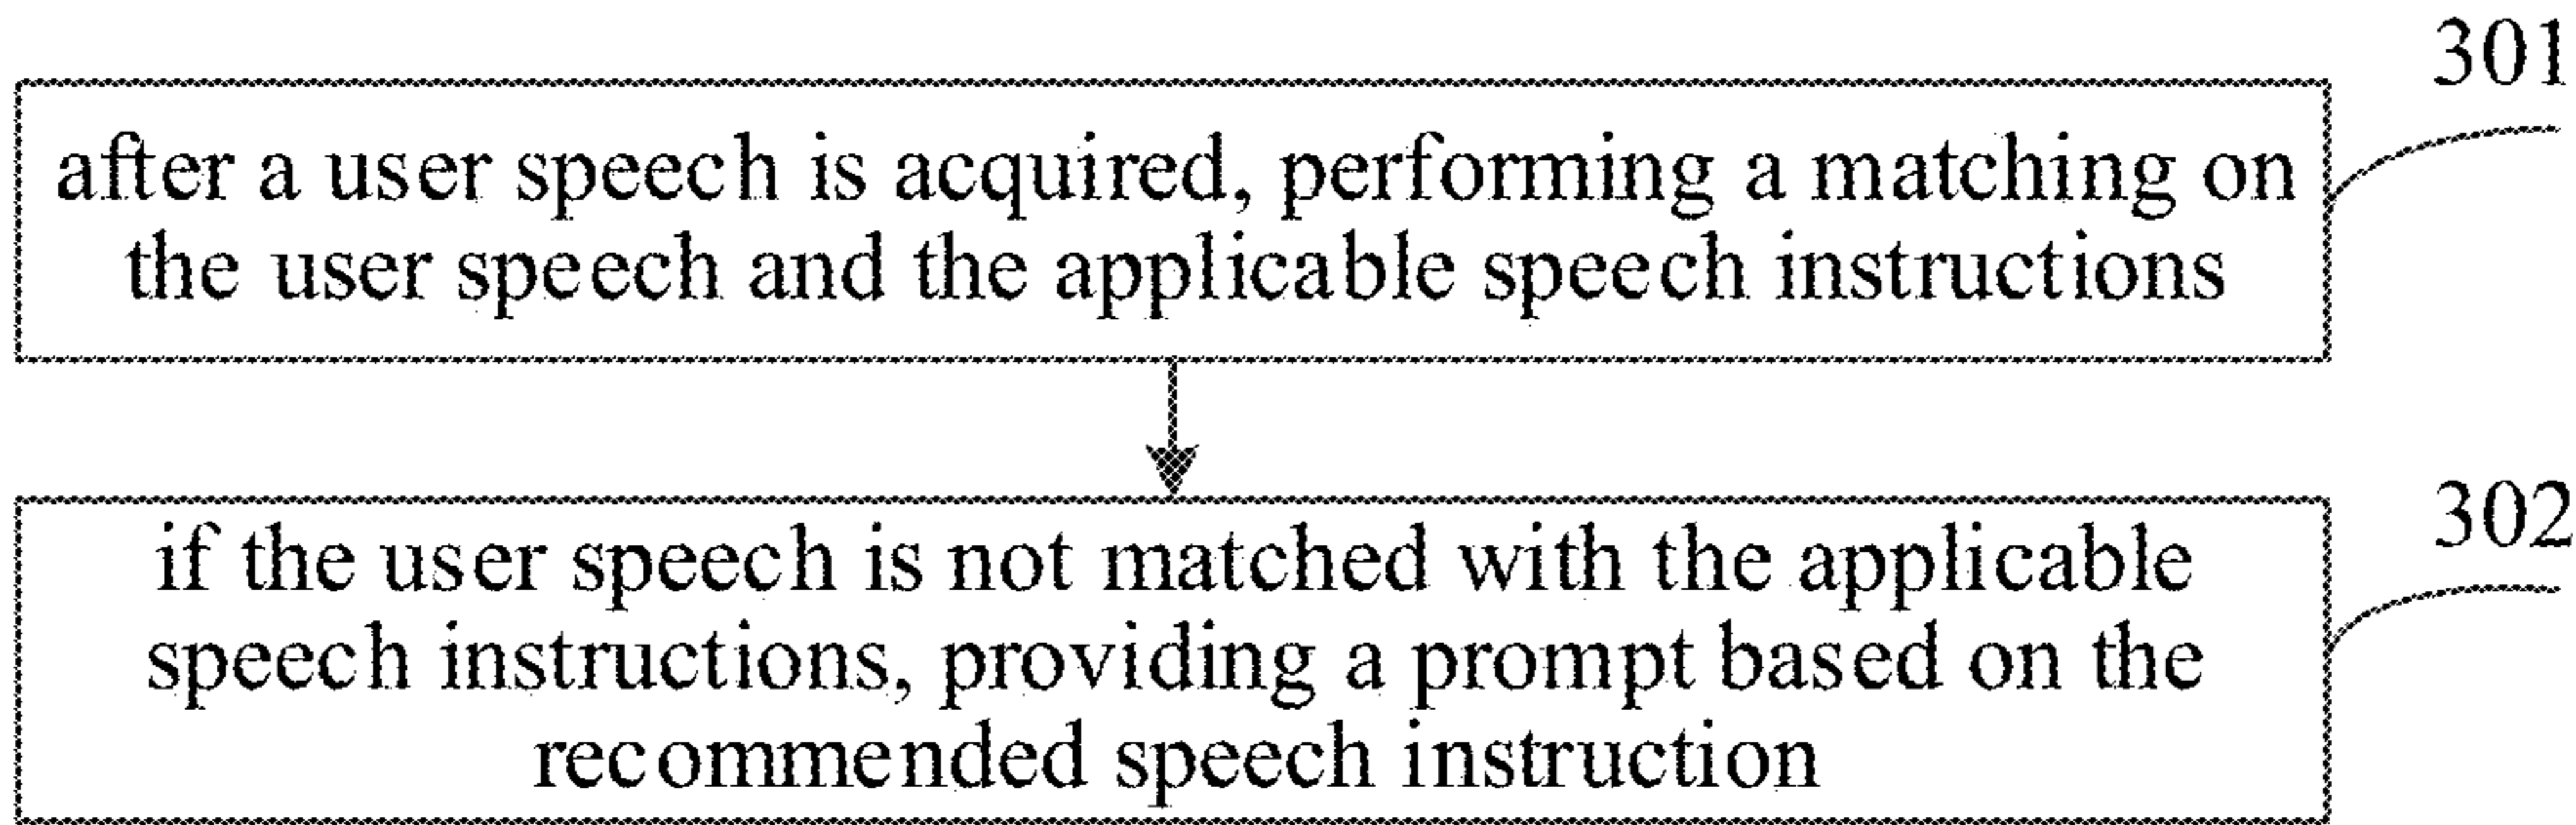 301
after a user speech is acquired, performing a matching on
the user speech and the applicable speech instructions
302
if the user speech is not matched with the applicable
speech instructions, providing a prompt based on the
recommended speech instruction